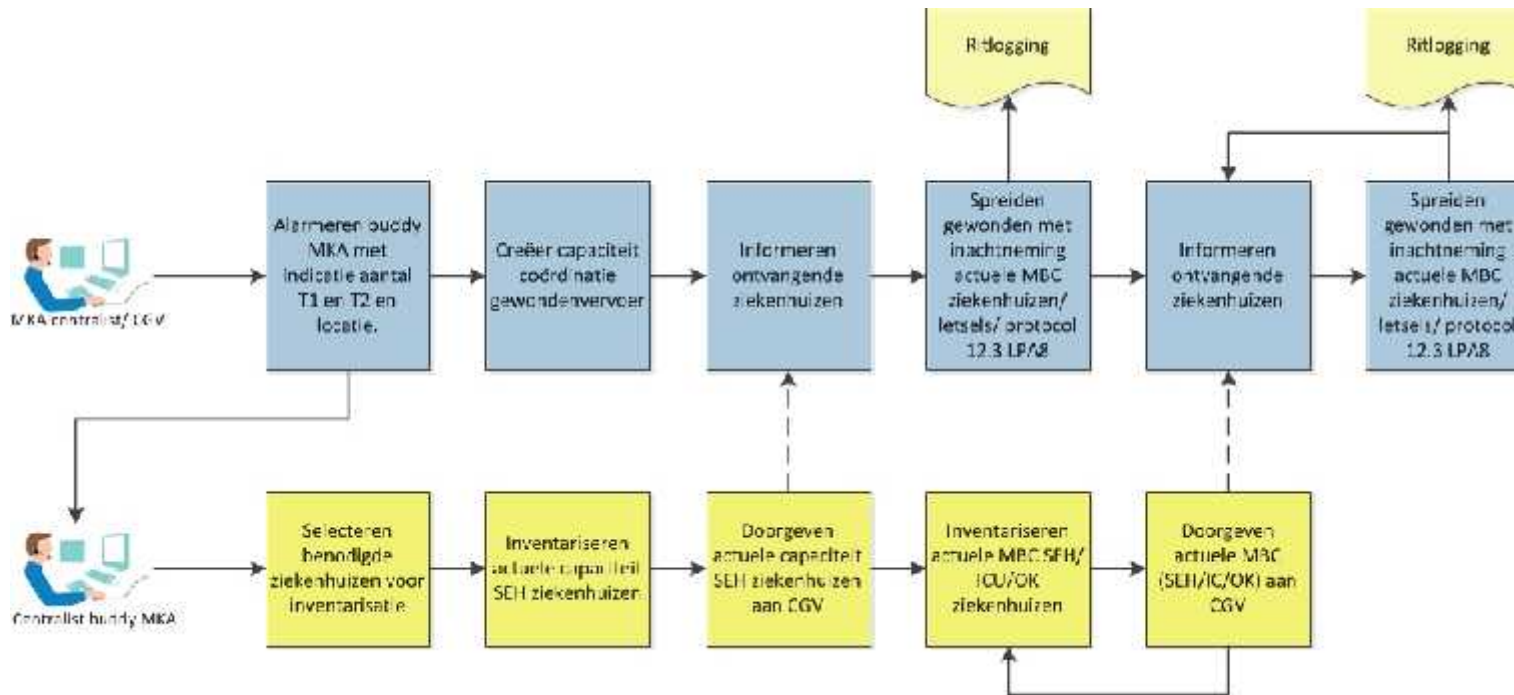 Ritlogging
Ritlogging
Alarmeren buddy
MKA met
indicatie aantal
T1 en T2 en
locatie.
Creëer capaciteit
coördinatie
gewondenvervoer
Informeren
ontvangende
ziekenhuizen
Spreiden
gewonden met
inachtneming
actuele MBC
ziekenhuizen/
letsels/ protocol
12.3 LPA8
Informeren
ontvangende
ziekenhuizen
Spreiden
gewonden met
inachtneming
actuele MBC
ziekenhuizen/
letsels/ protocol
12.3 LPA8
MKA centralist/ CGV
Selecteren
benodigde
ziekenhuizen voor
inventarisatie
Inventariseren
actuele capaciteit
SEH ziekenhuizen
Doorgeven
actuele capaciteit
SEH ziekenhuizen
aan CGV
Inventariseren
actuele MBC SEH/
ICU/OK
ziekenhuizen
Doorgeven
actuele MBC
(SEH/IC/OK) aan
CGV
Centralist buddy MKA